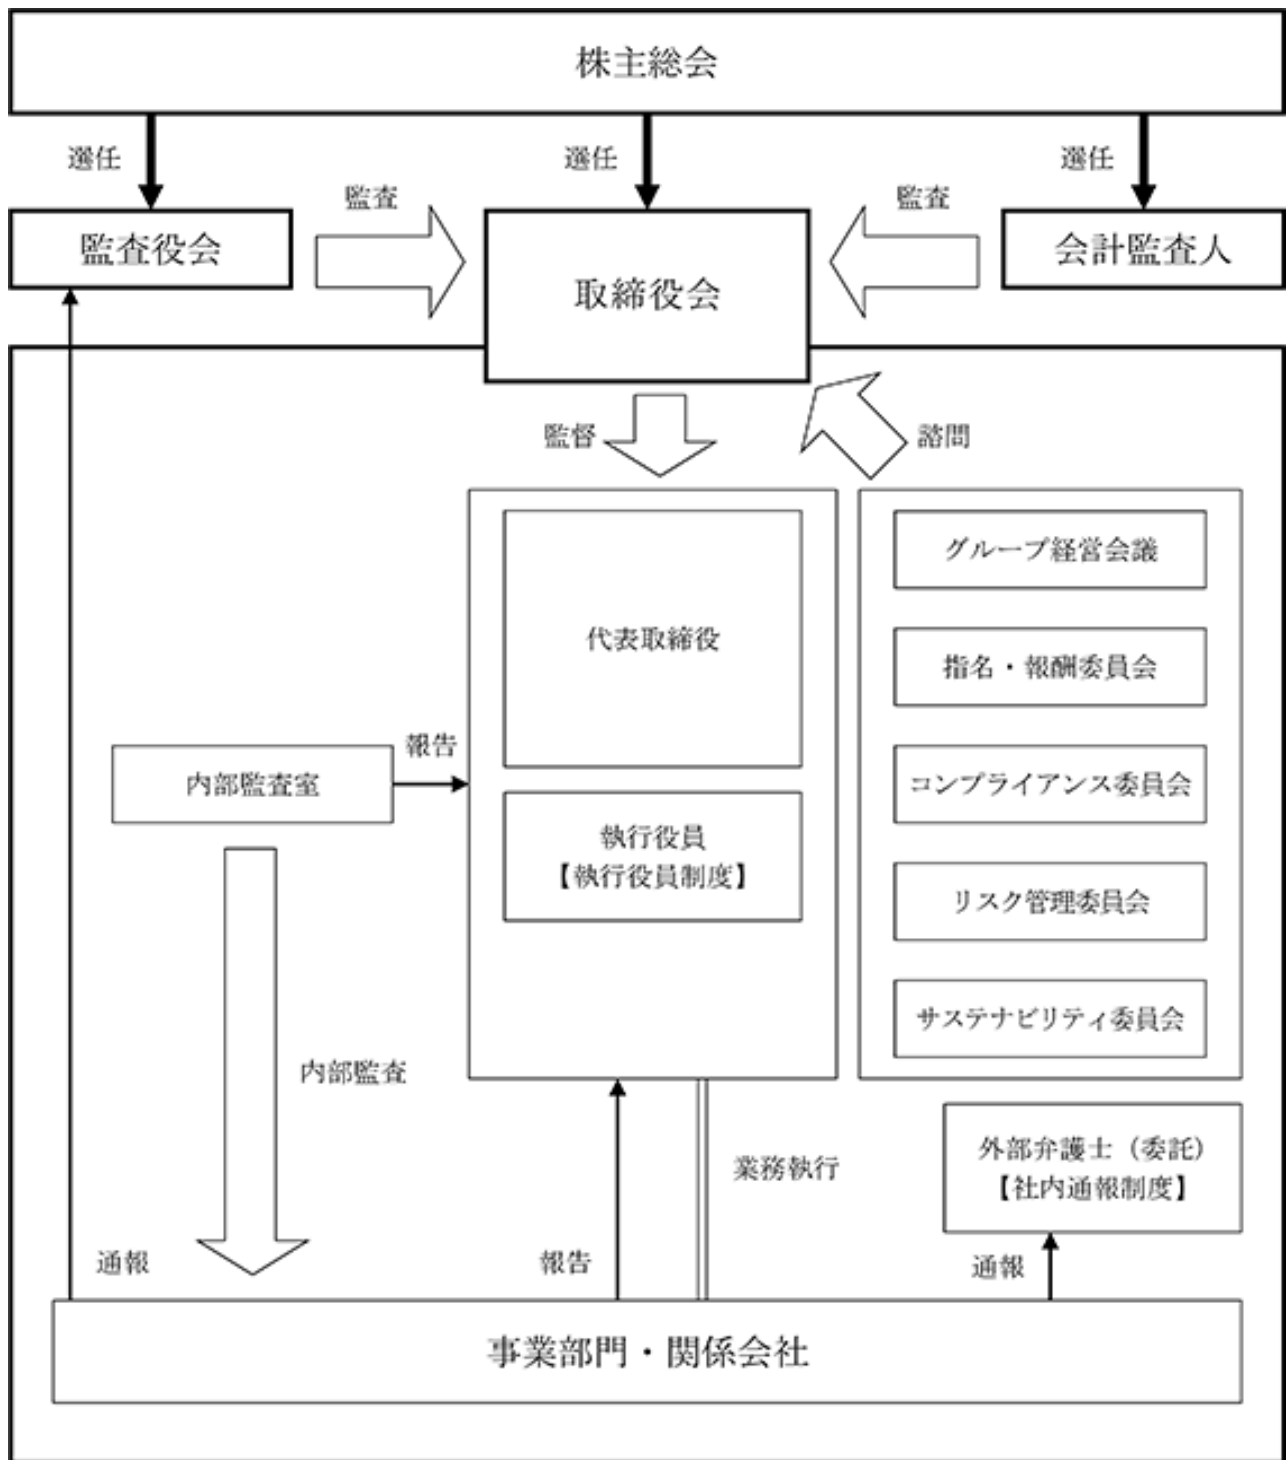 株主総会
選任
選任
選任
監査
監査
監査役会
取締役会
会計監査人
監督
諮問
代表取締役
執行役員
【執行役員制度】
グループ経営会議
指名・報酬委員会
コンプライアンス委員会
リスク管理委員会
サステナビリティ委員会
内部監査室
報告
内部監査
業務執行
外部弁護士（委託）
【社内通報制度】
通報
報告
通報
事業部門・関係会社